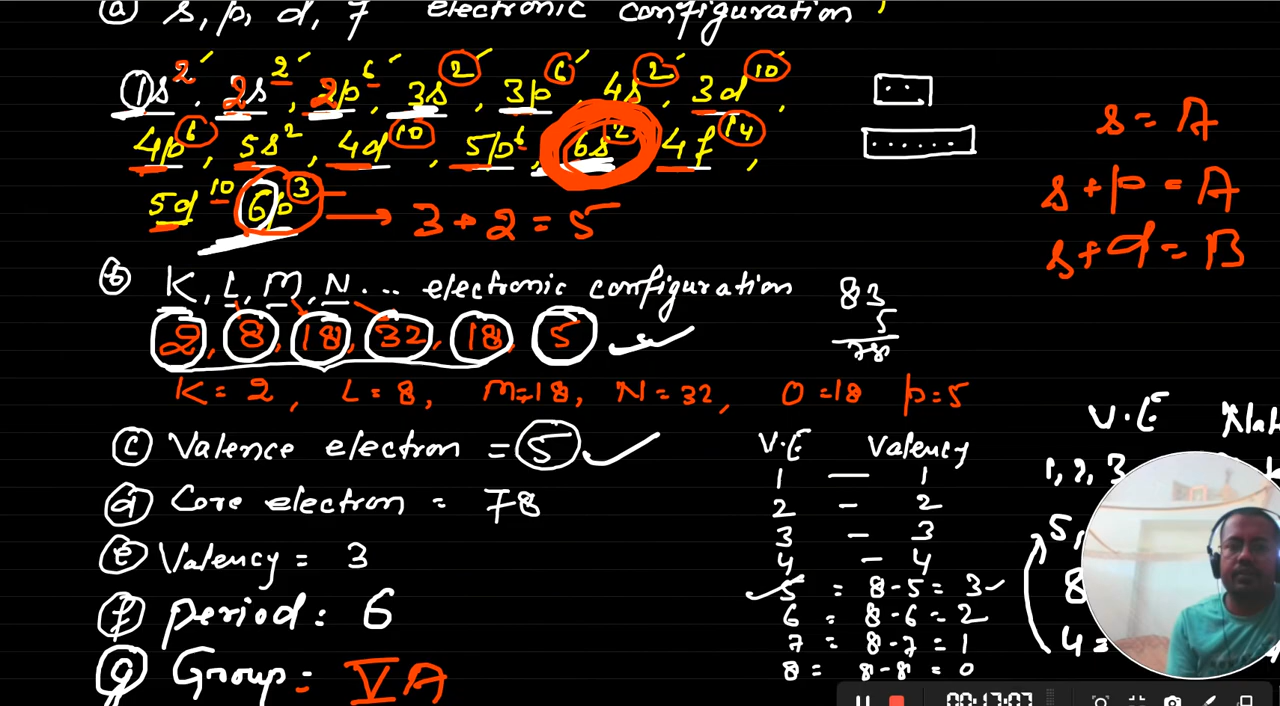 (a) s, p, d, f electronic configuration
1s², 2s², 2p⁶, 3s², 3p⁶, 4s², 3d¹⁰,
4p⁶, 5s², 4d¹⁰, 5p⁶, 6s², 4f¹⁴,
5d¹⁰ 6p³ → 3 + 2 = 5
s = A
s + p = A
s + d = B
(b) K, L, M, N ... electronic configuration
2, 8, 18, 32, 18, 5
K = 2, L = 8, M = 18, N = 32, O = 18 P = 5
83
5
78
(c) Valence electron = 5
(d) Core electron = 78
(e) Valency = 3
(f) period : 6
(g) Group = VA
V.E Valency
1 — 1
2 - 2
3 — 3
4 - 4
5 = 8-5 = 3
6 = 8-6 = 2
7 = 8-7 = 1
8 = 8-8 = 0
V.E
1, 2, 3
5,
8
4 =
00:17:07